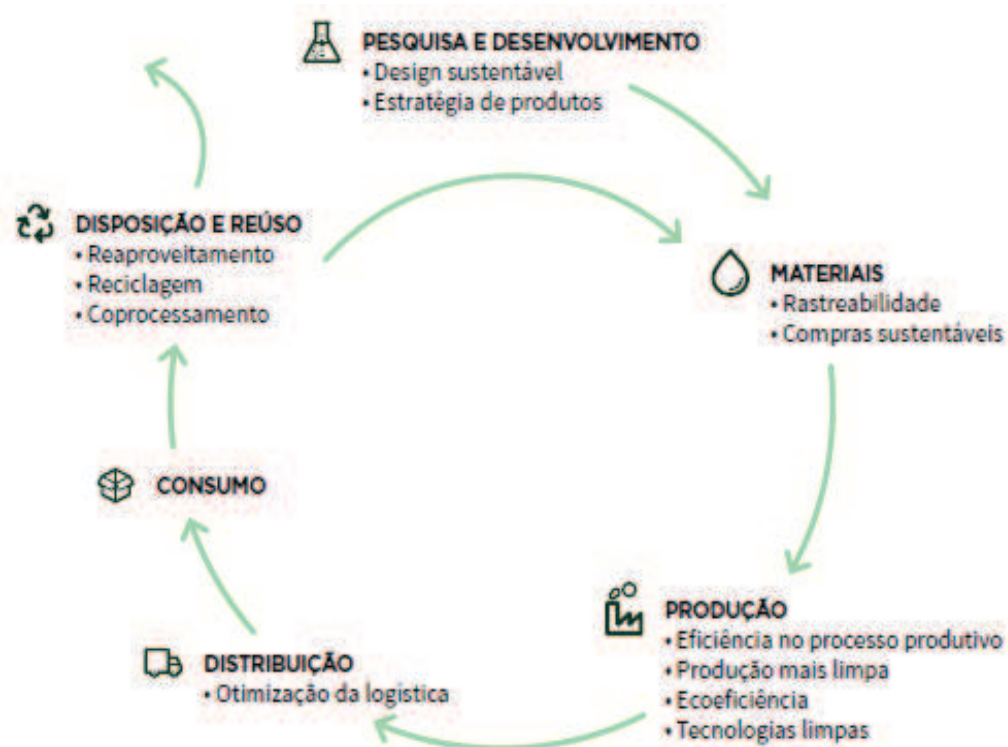 PESQUISA E DESENVOLVIMENTO
• Design sustentável
• Estratégia de produtos
MATERIAIS
• Rastreabilidade
• Compras sustentáveis
PRODUÇÃO
• Eficiência no processo produtivo
• Produção mais limpa
• Ecoeficiência
• Tecnologias limpas
DISTRIBUIÇÃO
• Otimização da logística
CONSUMO
DISPOSIÇÃO E REÚSO
• Reaproveitamento
• Reciclagem
• Coprocessamento